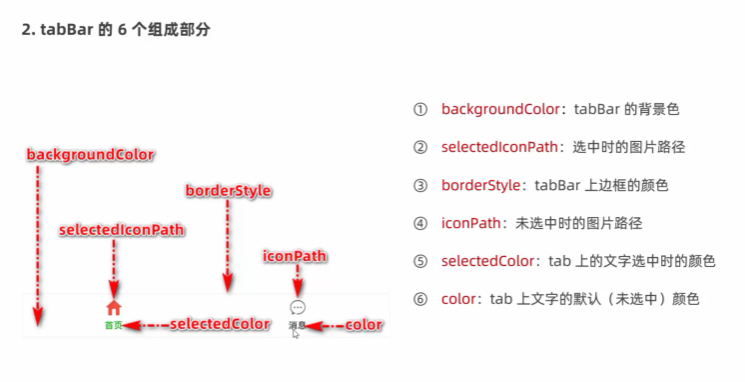 2. tabBar 的 6 个组成部分
backgroundColor
borderStyle
selectedIconPath
iconPath
首页
selectedColor
消息
color
① backgroundColor：tabBar 的背景色
② selectedIconPath：选中时的图片路径
③ borderStyle：tabBar 上边框的颜色
④ iconPath：未选中时的图片路径
⑤ selectedColor：tab 上的文字选中时的颜色
⑥ color：tab 上文字的默认（未选中）颜色